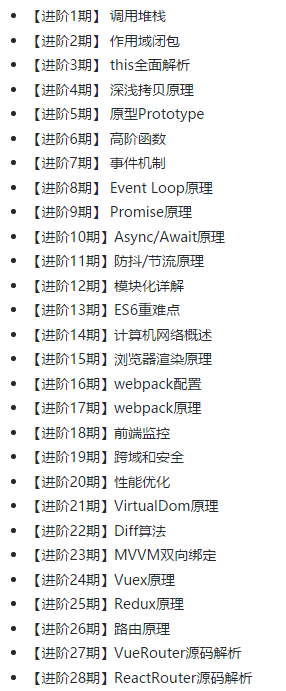 【进阶1期】 调用堆栈
【进阶2期】 作用域闭包
【进阶3期】 this全面解析
【进阶4期】 深浅拷贝原理
【进阶5期】 原型Prototype
【进阶6期】 高阶函数
【进阶7期】 事件机制
【进阶8期】 Event Loop原理
【进阶9期】 Promise原理
【进阶10期】Async/Await原理
【进阶11期】防抖/节流原理
【进阶12期】模块化详解
【进阶13期】ES6重难点
【进阶14期】计算机网络概述
【进阶15期】浏览器渲染原理
【进阶16期】webpack配置
【进阶17期】webpack原理
【进阶18期】前端监控
【进阶19期】跨域和安全
【进阶20期】性能优化
【进阶21期】VirtualDom原理
【进阶22期】Diff算法
【进阶23期】MVVM双向绑定
【进阶24期】Vuex原理
【进阶25期】Redux原理
【进阶26期】路由原理
【进阶27期】VueRouter源码解析
【进阶28期】ReactRouter源码解析